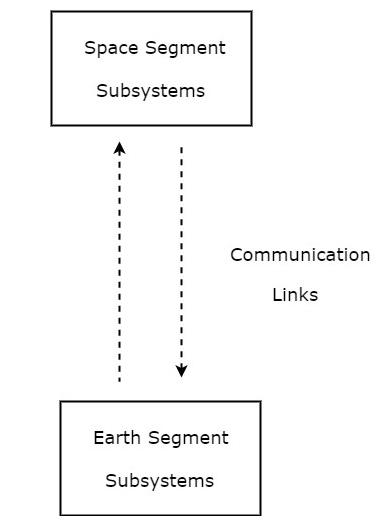 Space Segment
Subsystems
Communication
Links
Earth Segment
Subsystems